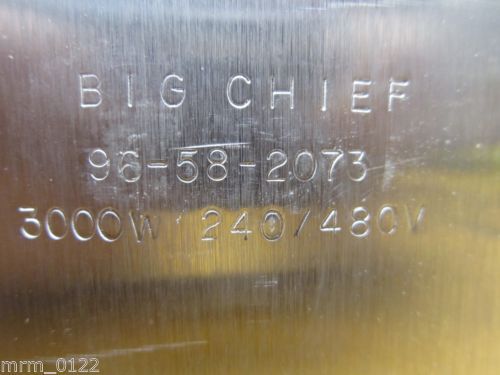 BIG CHIEF
96-58-2073
3000W 240/480V
mrm_0122